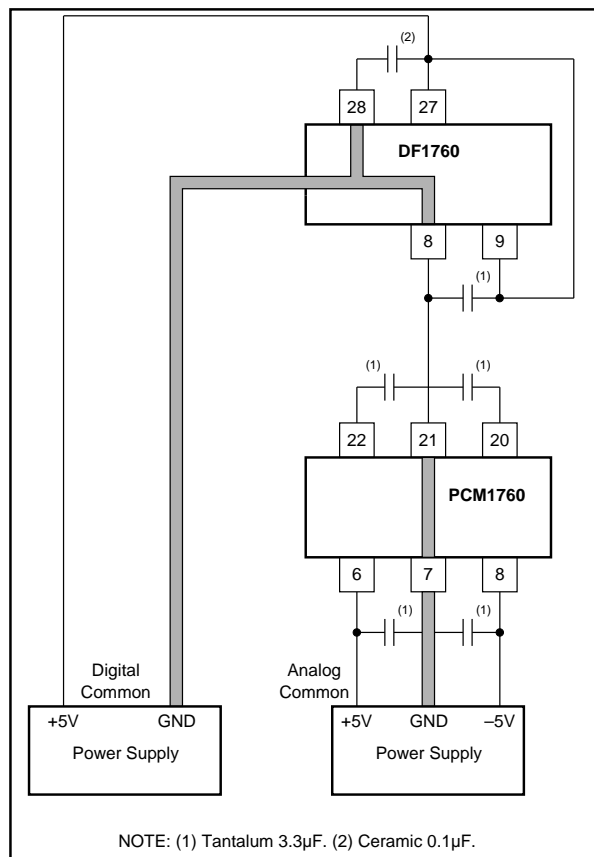 (2)
28 27
DF1760
8 9
(1)
(1) (1)
22 21 20
PCM1760
6 7 8
(1) (1)
Digital
Common
Analog
Common
+5V GND
Power Supply
+5V GND –5V
Power Supply
NOTE: (1) Tantalum 3.3µF. (2) Ceramic 0.1µF.